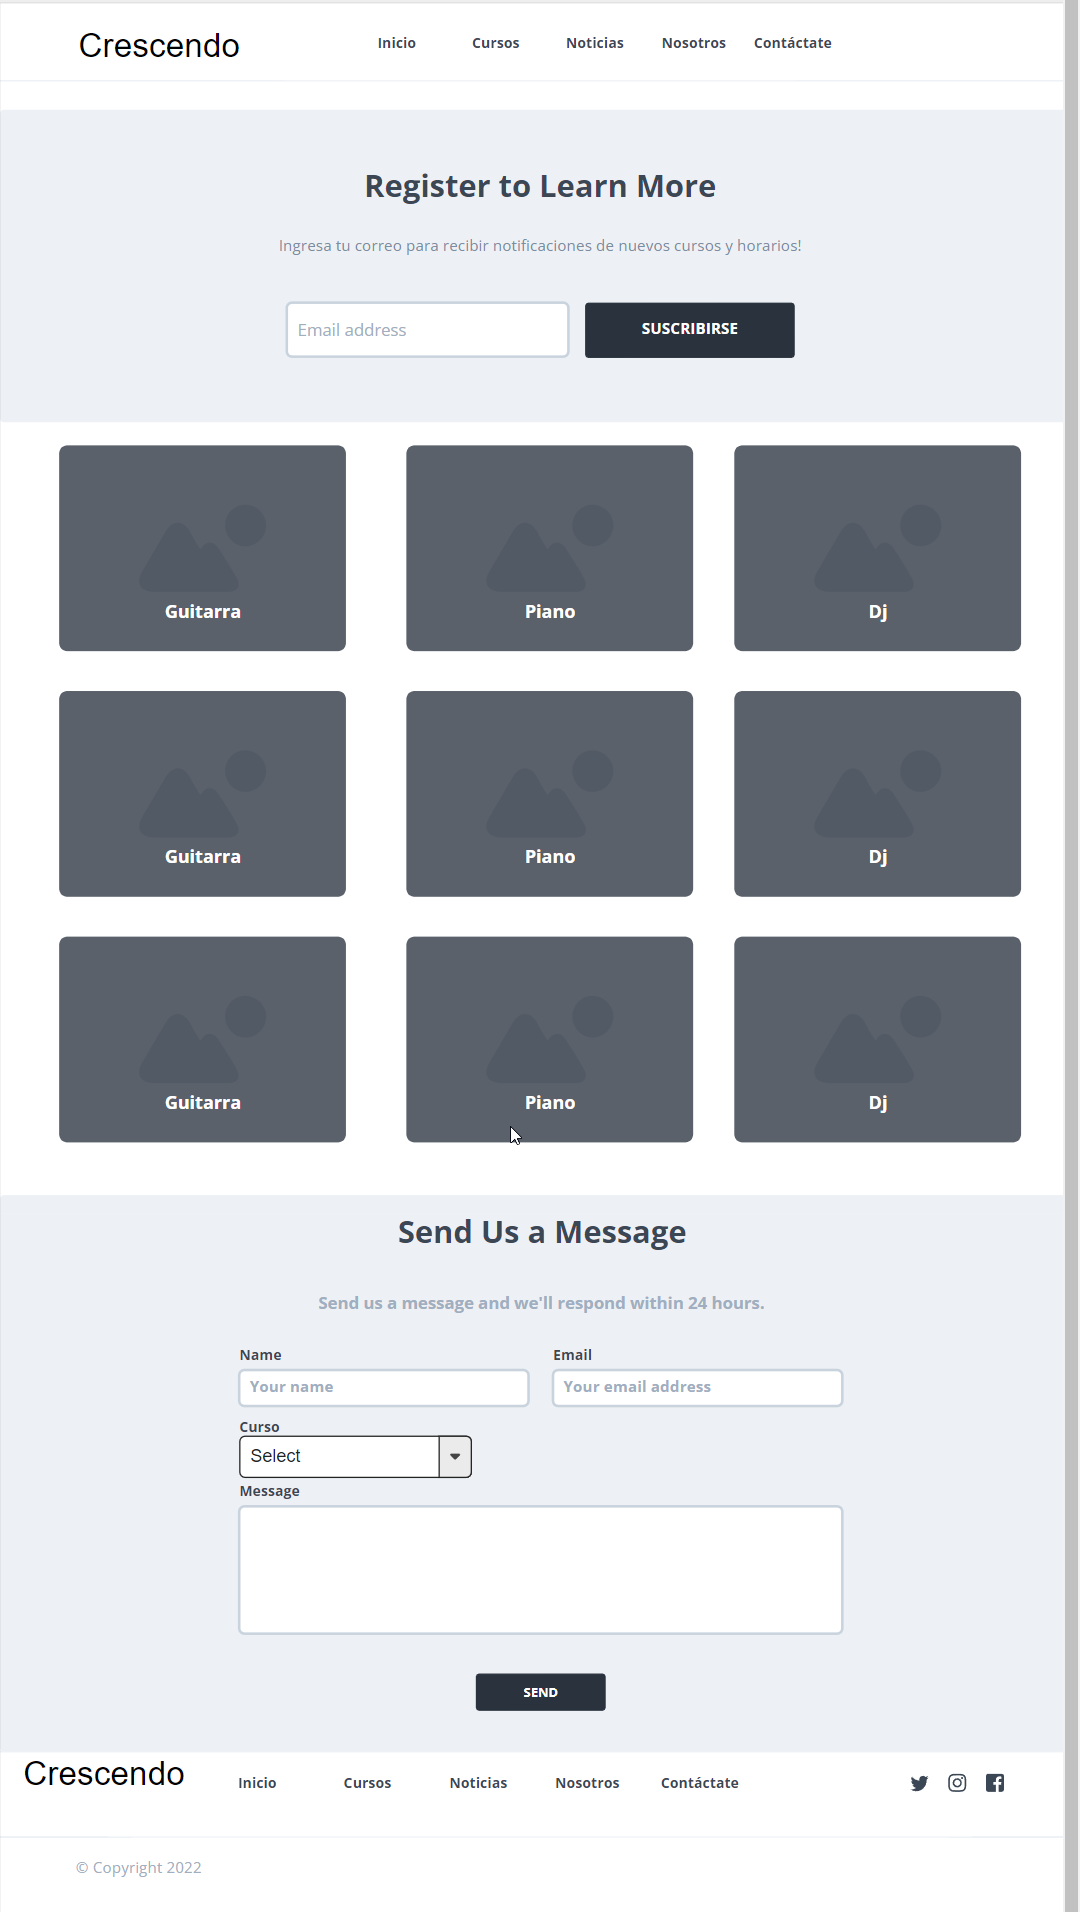 Crescendo
Inicio Cursos Noticias Nosotros Contáctate
Register to Learn More
Ingresa tu correo para recibir notificaciones de nuevos cursos y horarios!
Email address SUSCRIBIRSE
Guitarra Piano Dj
Guitarra Piano Dj
Guitarra Piano Dj
Send Us a Message
Send us a message and we'll respond within 24 hours.
Name Email
Your name Your email address
Curso
Select
Message
SEND
Crescendo Inicio Cursos Noticias Nosotros Contáctate
© Copyright 2022